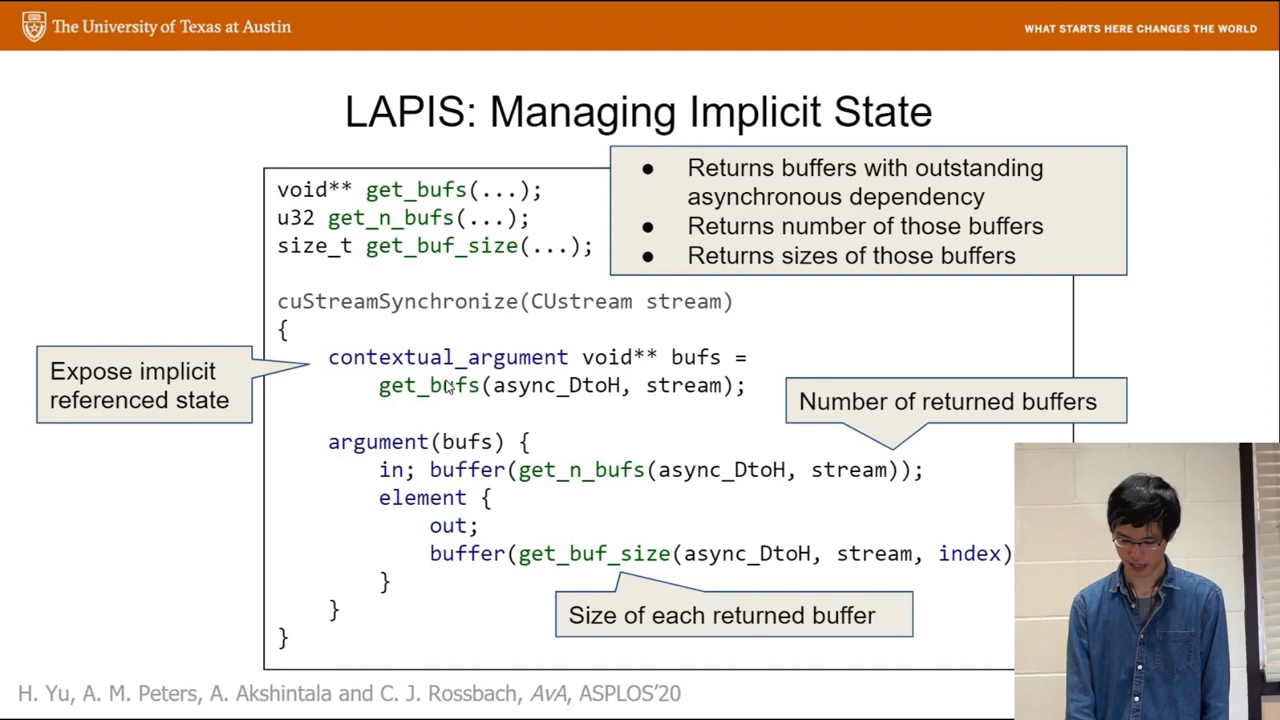 The University of Texas at Austin
WHAT STARTS HERE CHANGES THE WORLD
LAPIS: Managing Implicit State
● Returns buffers with outstanding
asynchronous dependency
● Returns number of those buffers
● Returns sizes of those buffers
void** get_bufs(...);
u32 get_n_bufs(...);
size_t get_buf_size(...);
cuStreamSynchronize(CUstream stream)
{
contextual_argument void** bufs =
get_bufs(async_DtoH, stream);
Expose implicit
referenced state
Number of returned buffers
argument(bufs) {
in; buffer(get_n_bufs(async_DtoH, stream));
element {
out;
buffer(get_buf_size(async_DtoH, stream, index)
}
}
}
Size of each returned buffer
H. Yu, A. M. Peters, A. Akshintala and C. J. Rossbach, AvA, ASPLOS'20